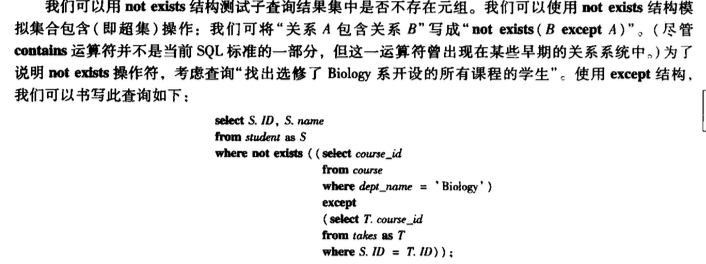 我们可以用 not exists 结构测试子查询结果集中是否不存在元组。我们可以使用 not exists 结构模
拟集合包含(即超集)操作：我们可将“关系 A 包含关系 B”写成“not exists(B except A)”。(尽管
contains 运算符并不是当前 SQL 标准的一部分，但这一运算符曾出现在某些早期的关系系统中。)为了
说明 not exists 操作符，考虑查询“找出选修了 Biology 系开设的所有课程的学生”。使用 except 结构，
我们可以书写此查询如下：
select S. ID, S. name
from student as S
where not exists ((select course_id
from course
where dept_name = 'Biology')
except
(select T. course_id
from takes as T
where S. ID = T. ID));